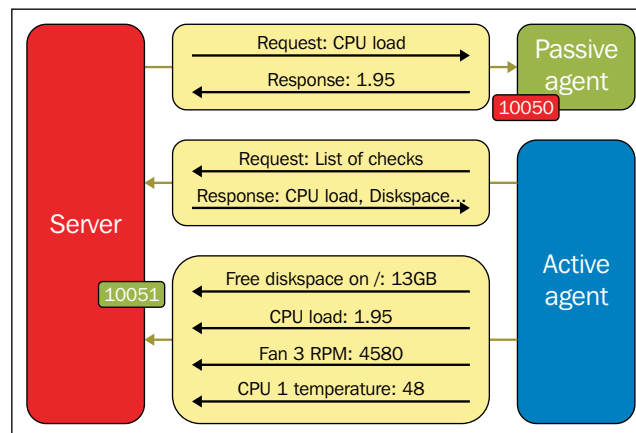 Server
Request: CPU load
Response: 1.95
Passive
agent
10050
Request: List of checks
Response: CPU load, Diskspace...
Active
agent
10051
Free diskspace on /: 13GB
CPU load: 1.95
Fan 3 RPM: 4580
CPU 1 temperature: 48